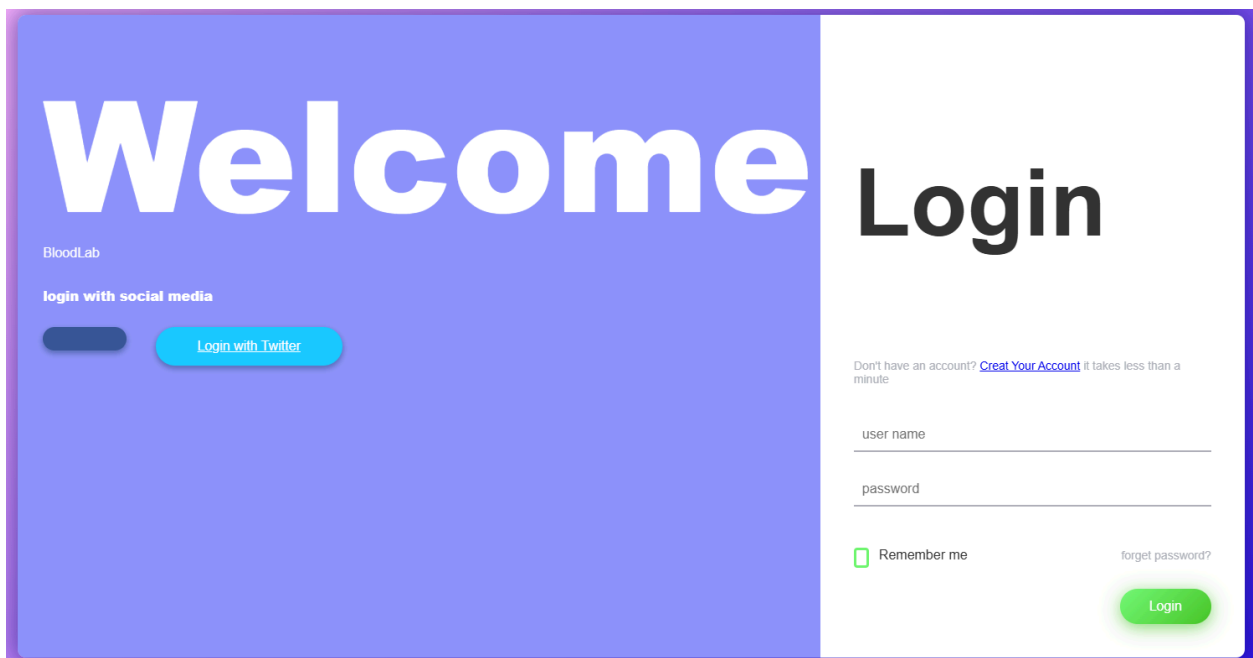 Welcome
BloodLab
login with social media
Login with Twitter
Login
Don't have an account? Creat Your Account it takes less than a
minute
user name
password
Remember me
forget password?
Login